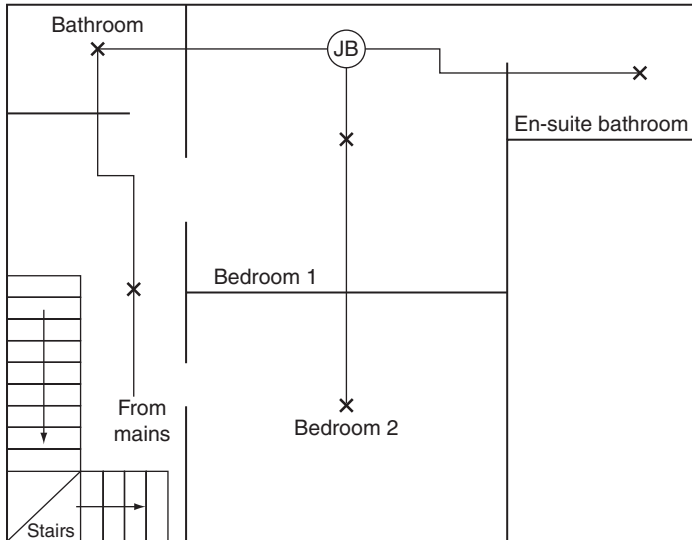 Bathroom
JB
En-suite bathroom
Bedroom 1
From
mains
Bedroom 2
Stairs